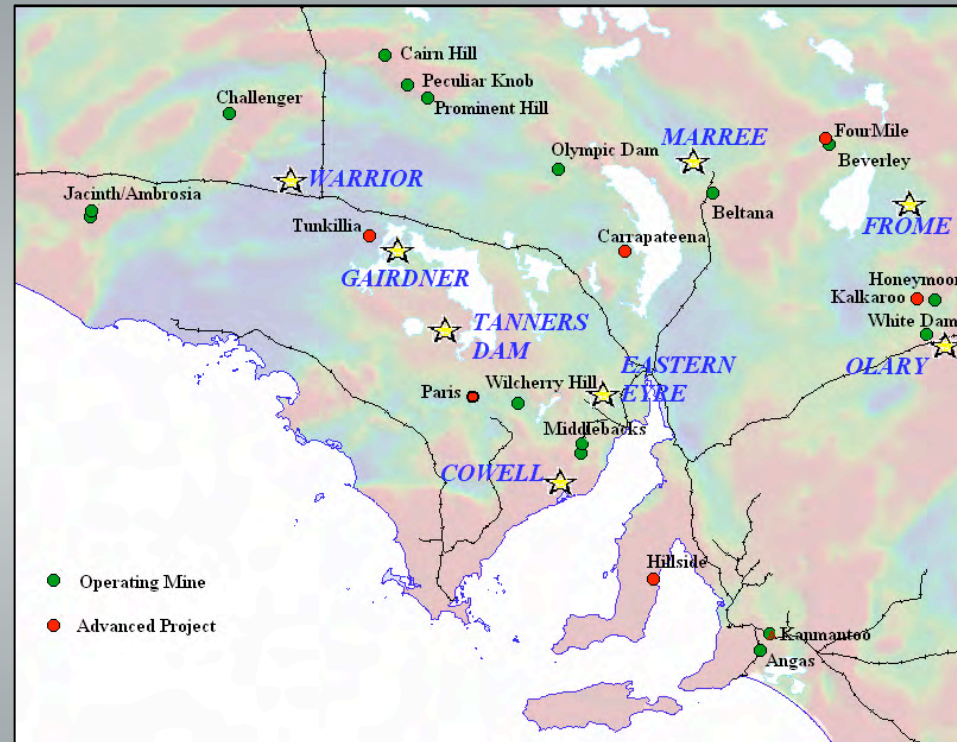 Cairn Hill
Peculiar Knob
Prominent Hill
Challenger
FourMile
MARREE
Olympic Dam
Beverley
WARRIOR
Jacinth/Ambrosia
Beltana
FROME
Tunkillia
Carrapateena
GAIRDNER
Honeymoon
Kalkaroo
White Dam
TANNERS
DAM
OLARY
EASTERN
EYRE
Wilcherry Hill
Paris
Middlebacks
COWELL
Hillside
Operating Mine
Advanced Project
Kanmantoo
Angas